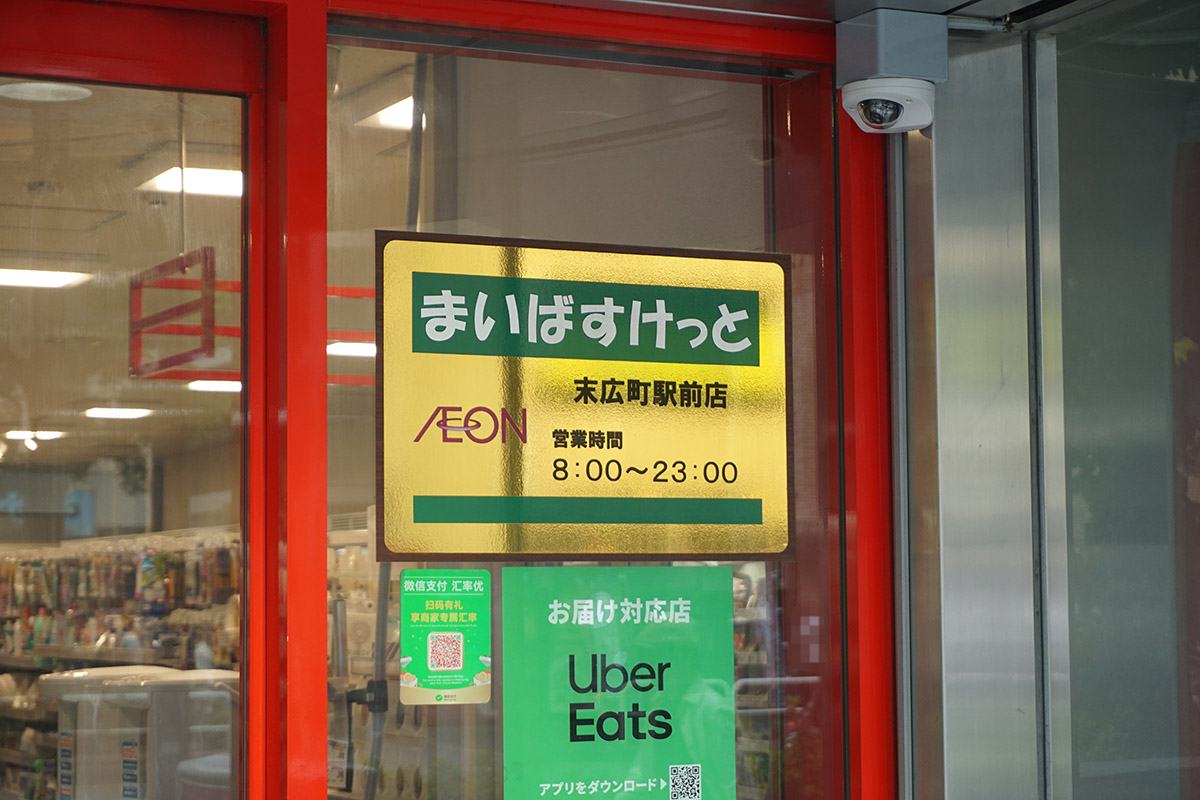 まいばすけっと
末広町駅前店
ÆON
営業時間
8:00～23:00
微信支付 汇率优
扫码有礼
享商家专属汇率
お届け対応店
Uber
Eats
アプリをダウンロード